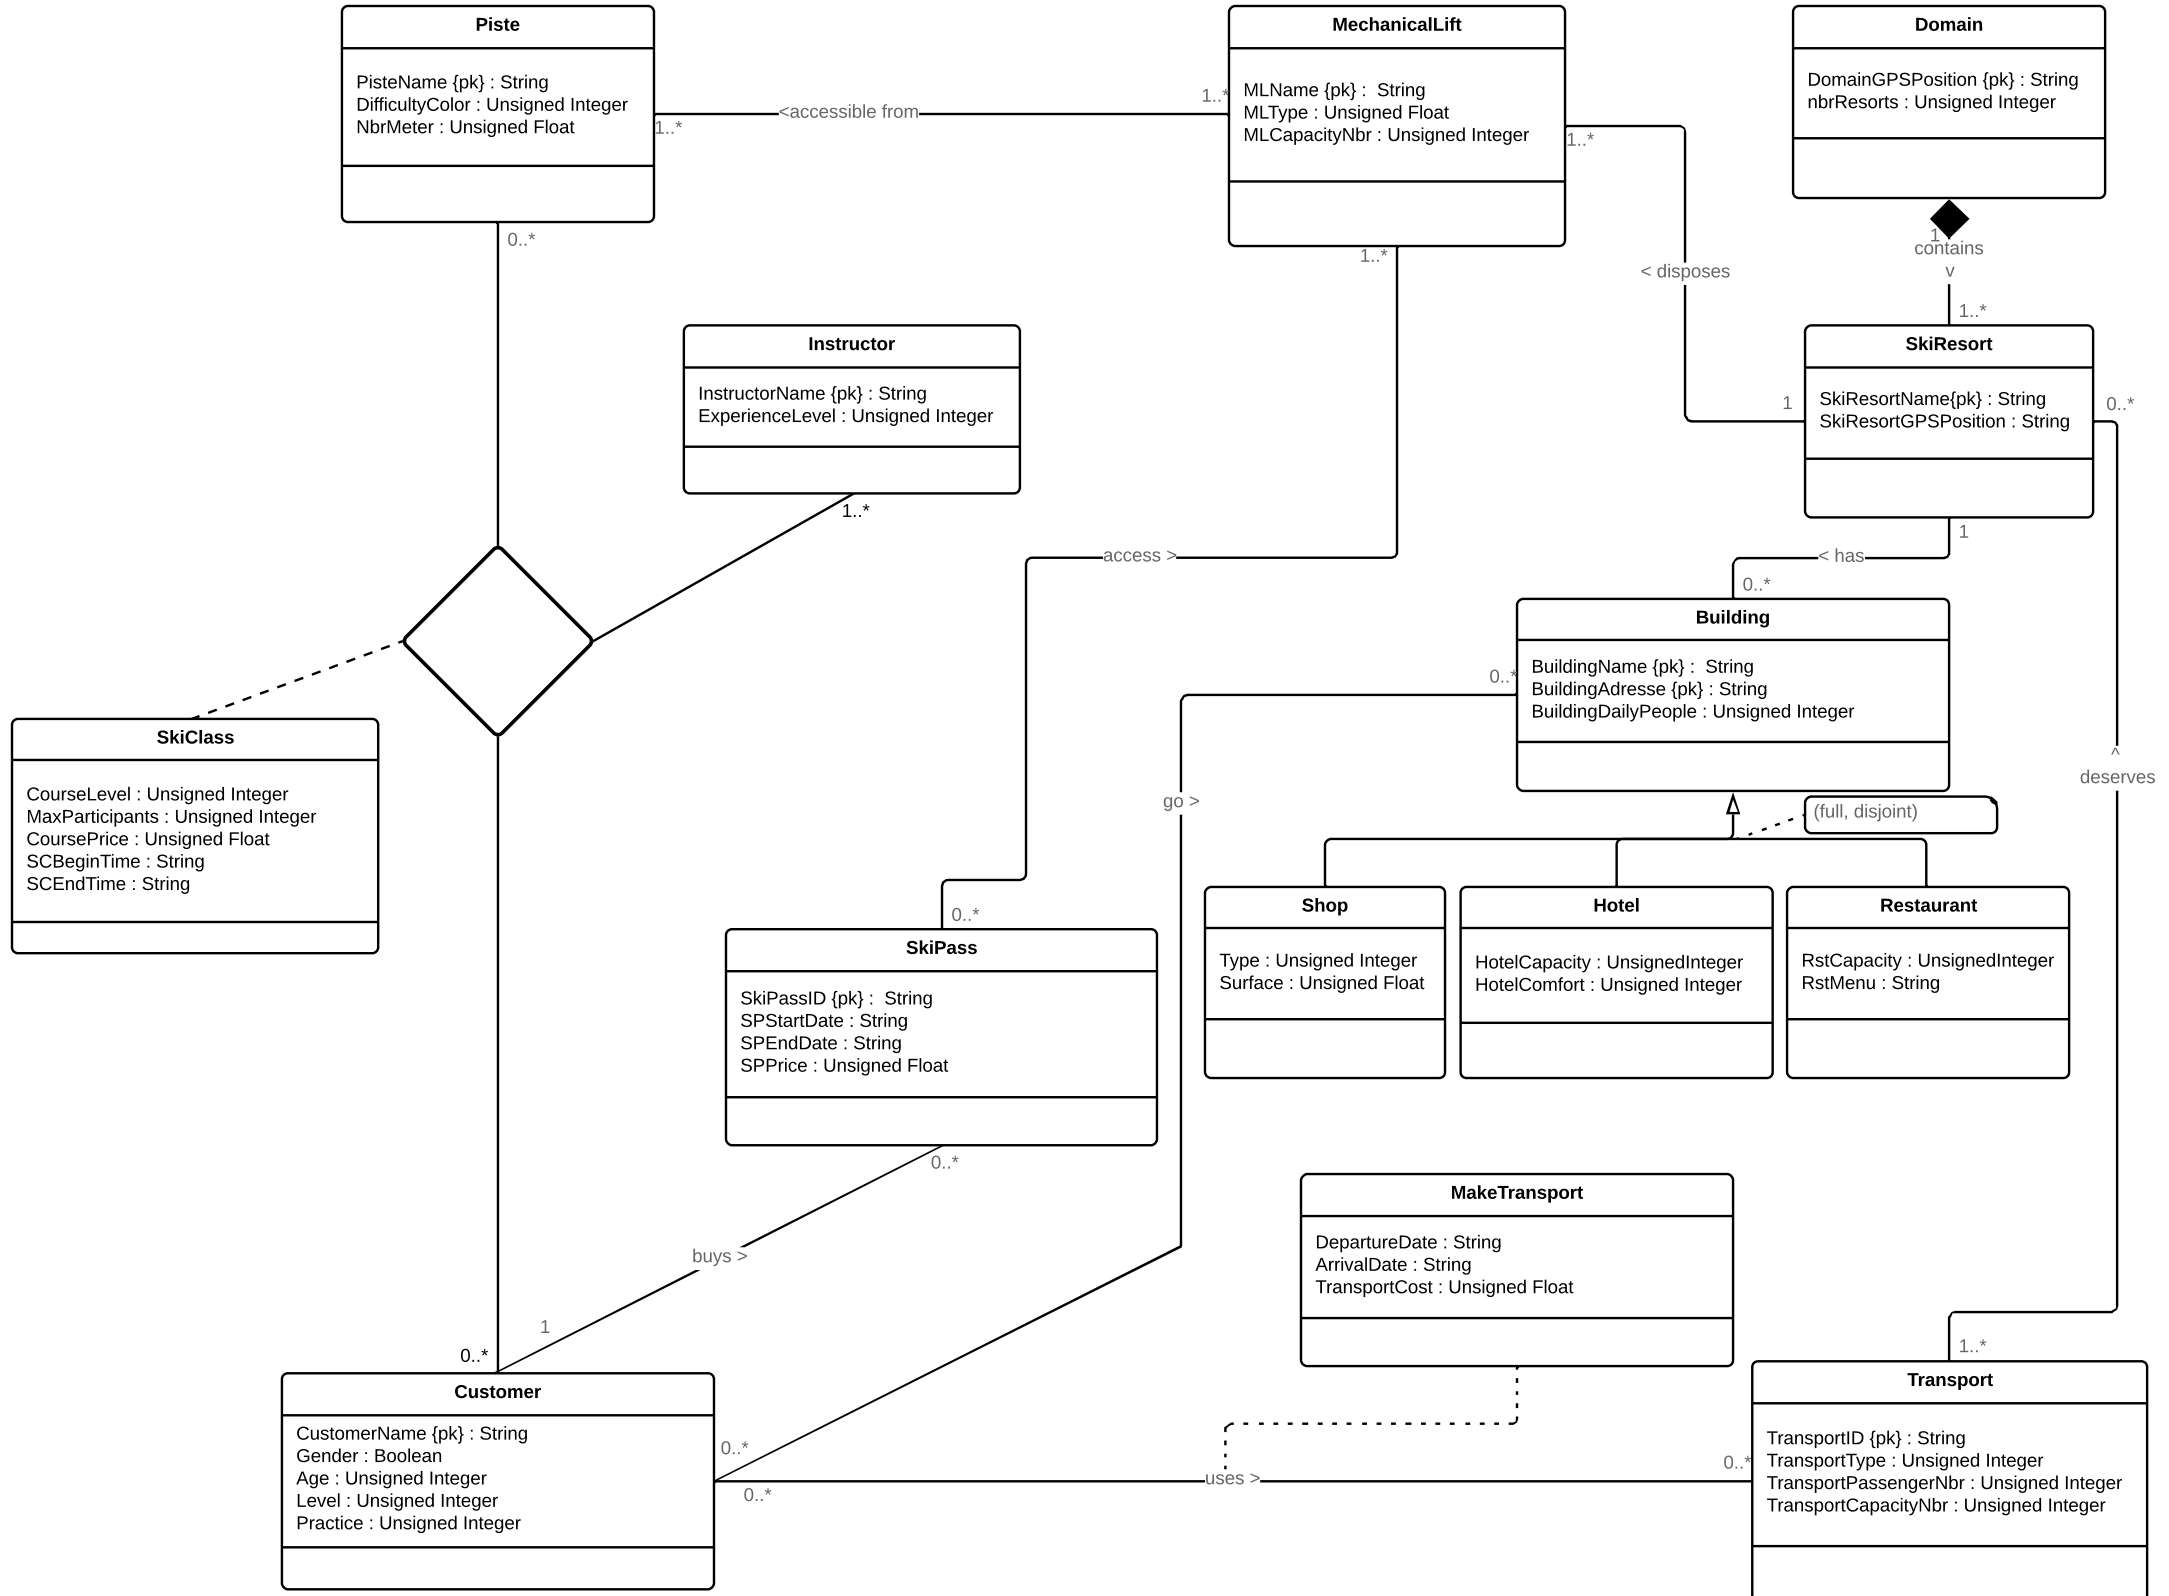 Piste
PisteName {pk} : String
DifficultyColor : Unsigned Integer
NbrMeter : Unsigned Float
1..*
<accessible from
1..*
MechanicalLift
MLName {pk} :  String
MLType : Unsigned Float
MLCapacityNbr : Unsigned Integer
1..*
1..*
Domain
DomainGPSPosition {pk} : String
nbrResorts : Unsigned Integer
1
contains
v
1..*
0..*
< disposes
Instructor
InstructorName {pk} : String
ExperienceLevel : Unsigned Integer
1..*
SkiResort
SkiResortName{pk} : String
SkiResortGPSPosition : String
1
0..*
1
access >
< has
0..*
Building
BuildingName {pk} :  String
BuildingAdresse {pk} : String
BuildingDailyPeople : Unsigned Integer
0..*
^
deserves
go >
(full, disjoint)
SkiClass
CourseLevel : Unsigned Integer
MaxParticipants : Unsigned Integer
CoursePrice : Unsigned Float
SCBeginTime : String
SCEndTime : String
0..*
SkiPass
SkiPassID {pk} :  String
SPStartDate : String
SPEndDate : String
SPPrice : Unsigned Float
0..*
Shop
Type : Unsigned Integer
Surface : Unsigned Float
Hotel
HotelCapacity : UnsignedInteger
HotelComfort : Unsigned Integer
Restaurant
RstCapacity : UnsignedInteger
RstMenu : String
buys >
1
0..*
MakeTransport
DepartureDate : String
ArrivalDate : String
TransportCost : Unsigned Float
1..*
Customer
CustomerName {pk} : String
Gender : Boolean
Age : Unsigned Integer
Level : Unsigned Integer
Practice : Unsigned Integer
0..*
0..*
uses >
0..*
Transport
TransportID {pk} : String
TransportType : Unsigned Integer
TransportPassengerNbr : Unsigned Integer
TransportCapacityNbr : Unsigned Integer